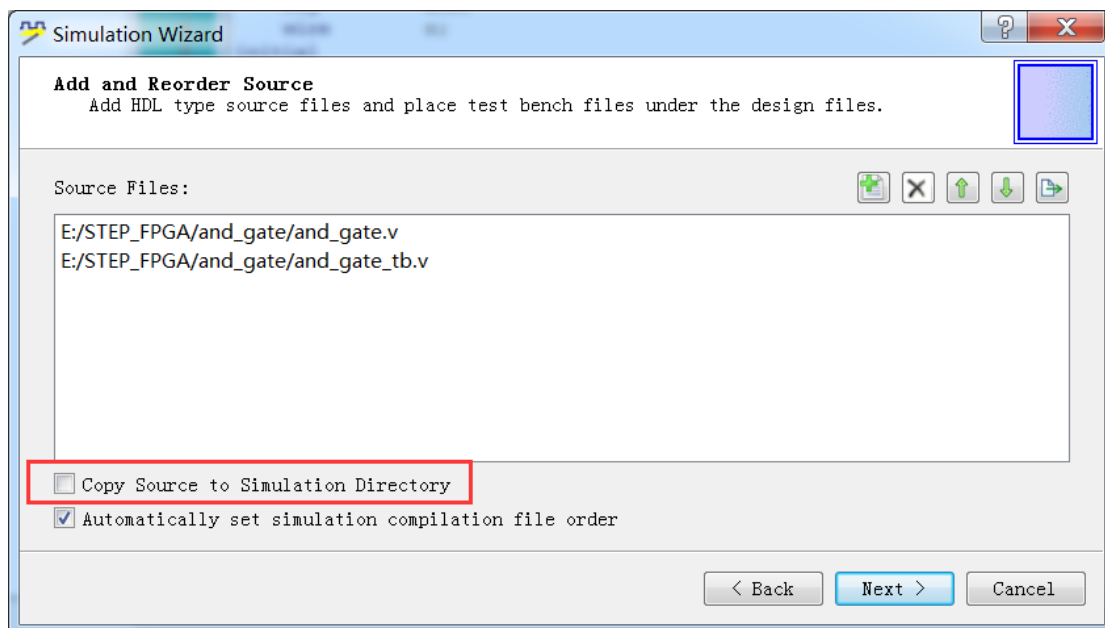 Simulation Wizard
Add and Reorder Source
Add HDL type source files and place test bench files under the design files.
Source Files:
E:/STEP_FPGA/and_gate/and_gate.v
E:/STEP_FPGA/and_gate/and_gate_tb.v
Copy Source to Simulation Directory
Automatically set simulation compilation file order
< Back
Next >
Cancel